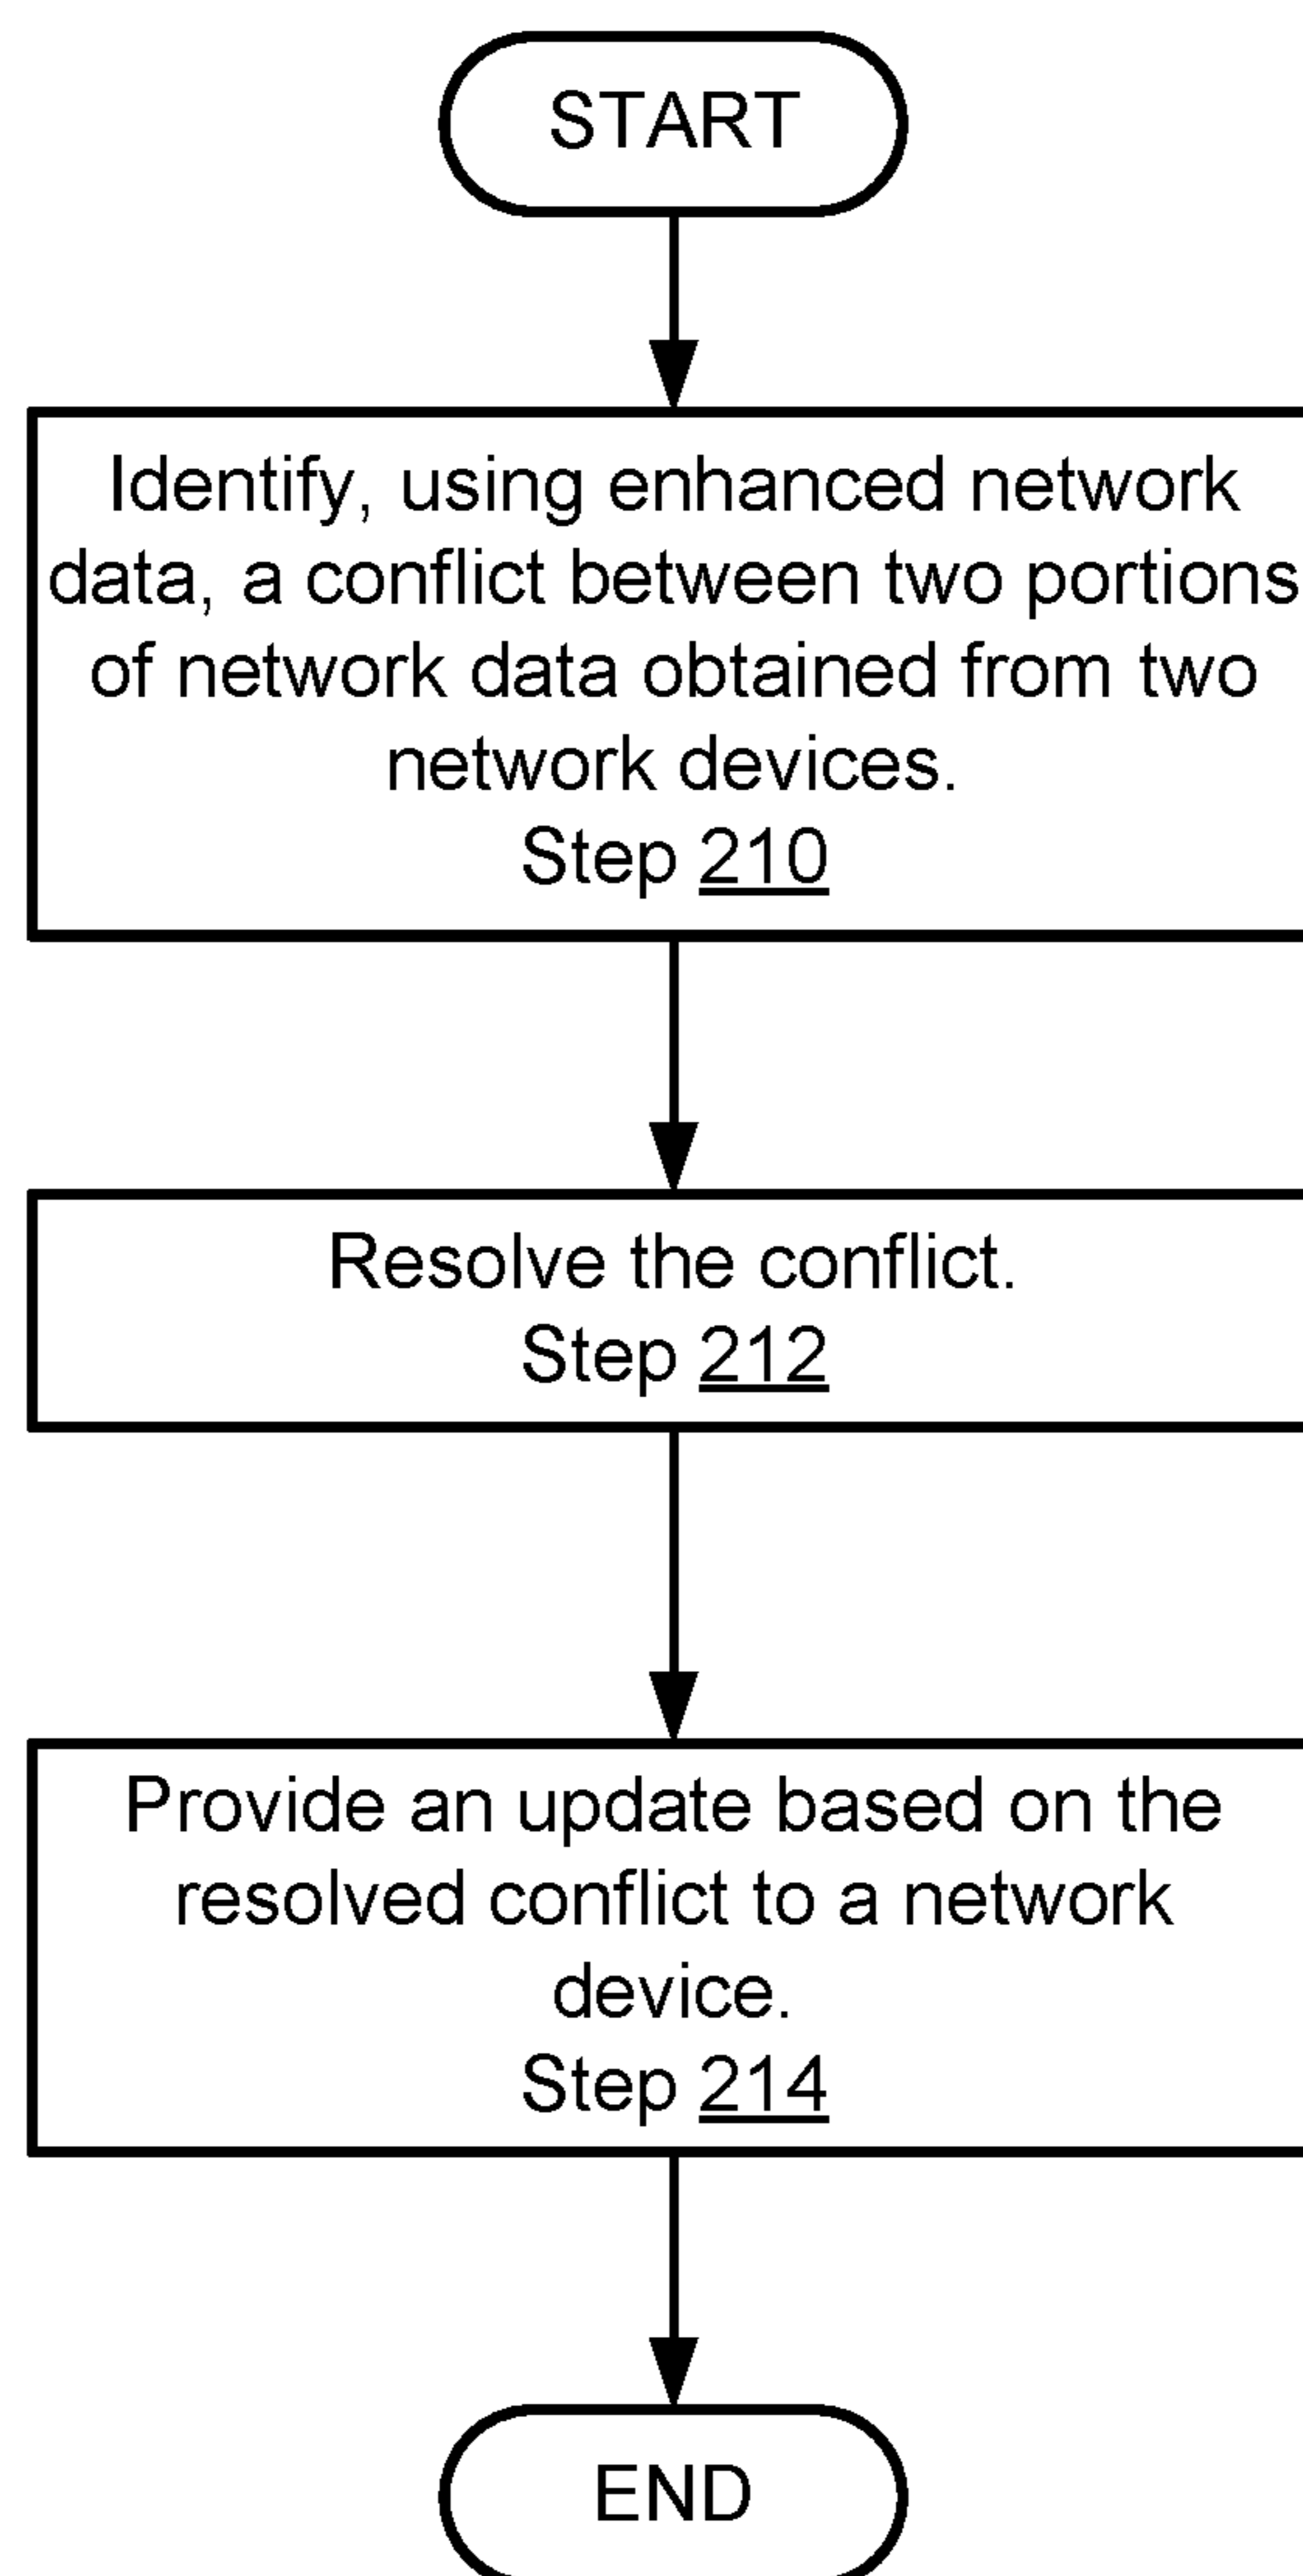 START
Identify, using enhanced network
data, a conflict between two portions
of network data obtained from two
network devices.
Step 210
Resolve the conflict.
Step 212
Provide an update based on the
resolved conflict to a network
device.
Step 214
END